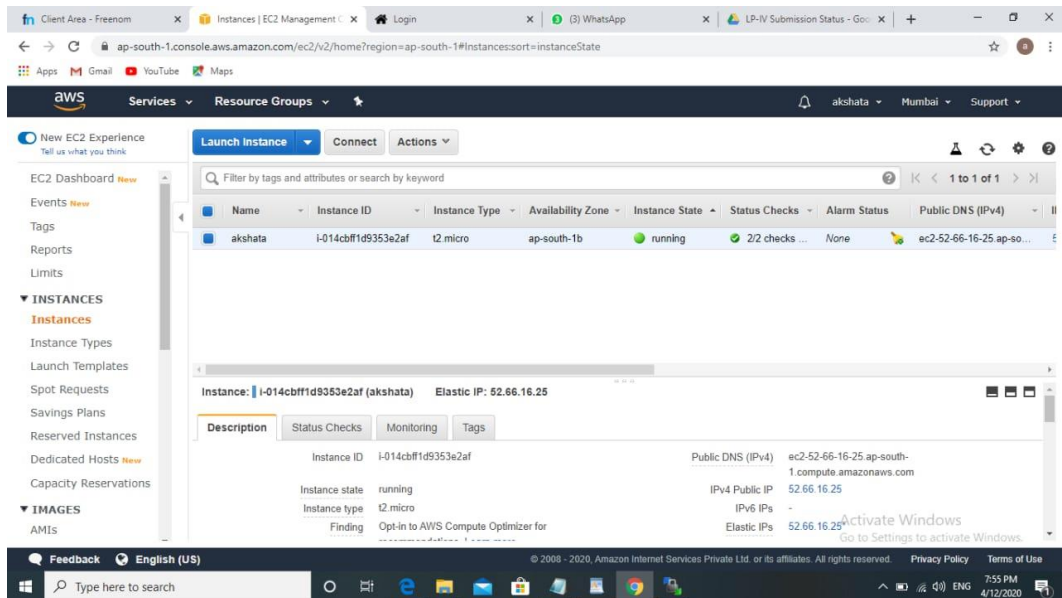 fn Client Area - Freenom
Instances | EC2 Management C
Login
(3) WhatsApp
LP-IV Submission Status - Goo
ap-south-1.console.aws.amazon.com/ec2/v2/home?region=ap-south-1#Instances:sort=instanceState
a
Apps Gmail YouTube Maps
aws Services Resource Groups akshata Mumbai Support
New EC2 Experience
Tell us what you think
Launch Instance Connect Actions
EC2 Dashboard New
Events New
Tags
Reports
Limits
INSTANCES
Instances
Instance Types
Launch Templates
Spot Requests
Savings Plans
Reserved Instances
Dedicated Hosts New
Capacity Reservations
IMAGES
AMIs
Filter by tags and attributes or search by keyword 1 to 1 of 1
Name Instance ID Instance Type Availability Zone Instance State Status Checks Alarm Status Public DNS (IPv4)
akshata i-014cbff1d9353e2af t2.micro ap-south-1b running 2/2 checks ... None ec2-52-66-16-25.ap-so...
Instance: i-014cbff1d9353e2af (akshata) Elastic IP: 52.66.16.25
Description Status Checks Monitoring Tags
Instance ID i-014cbff1d9353e2af
Public DNS (IPv4) ec2-52-66-16-25.ap-south-
1.compute.amazonaws.com
Instance state running
IPv4 Public IP 52.66.16.25
Instance type t2.micro
IPv6 IPs -
Finding Opt-in to AWS Compute Optimizer for
Elastic IPs 52.66.16.25*
Activate Windows
Go to Settings to activate Windows.
Feedback English (US) © 2008 - 2020, Amazon Internet Services Private Ltd. or its affiliates. All rights reserved. Privacy Policy Terms of Use
Type here to search
ENG
7:55 PM
4/12/2020